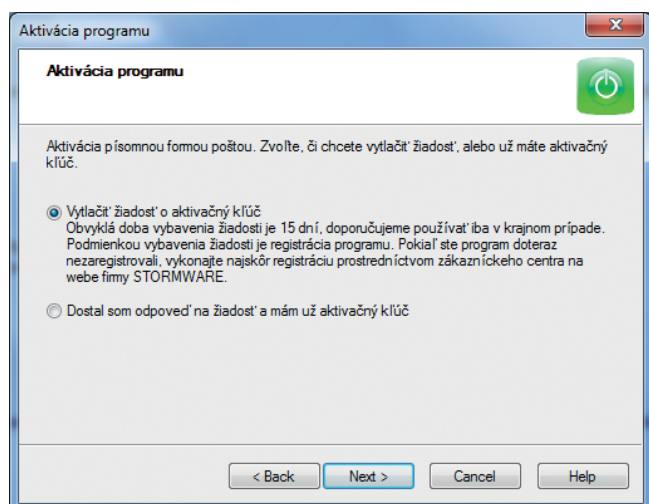 Aktivácia programu
Aktivácia programu
Aktivácia písomnou formou poštou. Zvoľte, či chcete vytlačiť žiadosť, alebo už máte aktivačný
kľúč.
Vytlačiť žiadosť o aktivačný kľúč
Obvyklá doba vybavenia žiadosti je 15 dní, doporučujeme používať iba v krajnom prípade.
Podmienkou vybavenia žiadosti je registrácia programu. Pokiaľ ste program doteraz
nezaregistrovali, vykonajte najskôr registráciu prostredníctvom zákazníckeho centra na
webe firmy STORMWARE.
Dostal som odpoveď na žiadosť a mám už aktivačný kľúč
< Back Next > Cancel Help